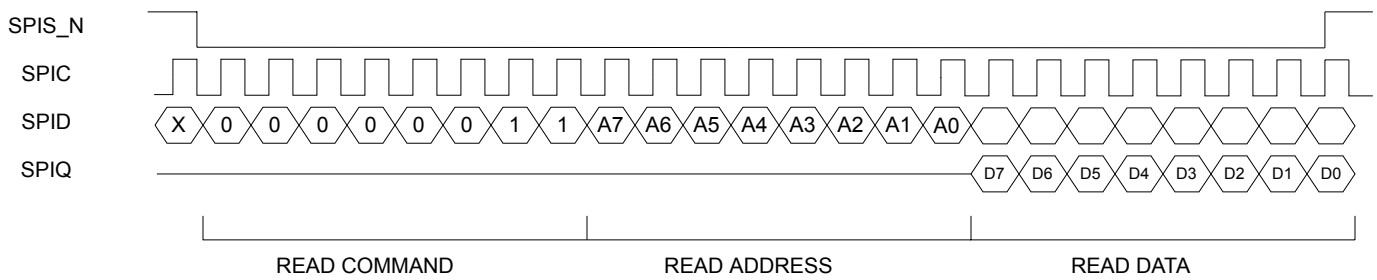 SPIS_N
SPIC
SPID X 0 0 0 0 0 0 1 1 A7 A6 A5 A4 A3 A2 A1 A0
SPIQ D7 D6 D5 D4 D3 D2 D1 D0
READ COMMAND READ ADDRESS READ DATA